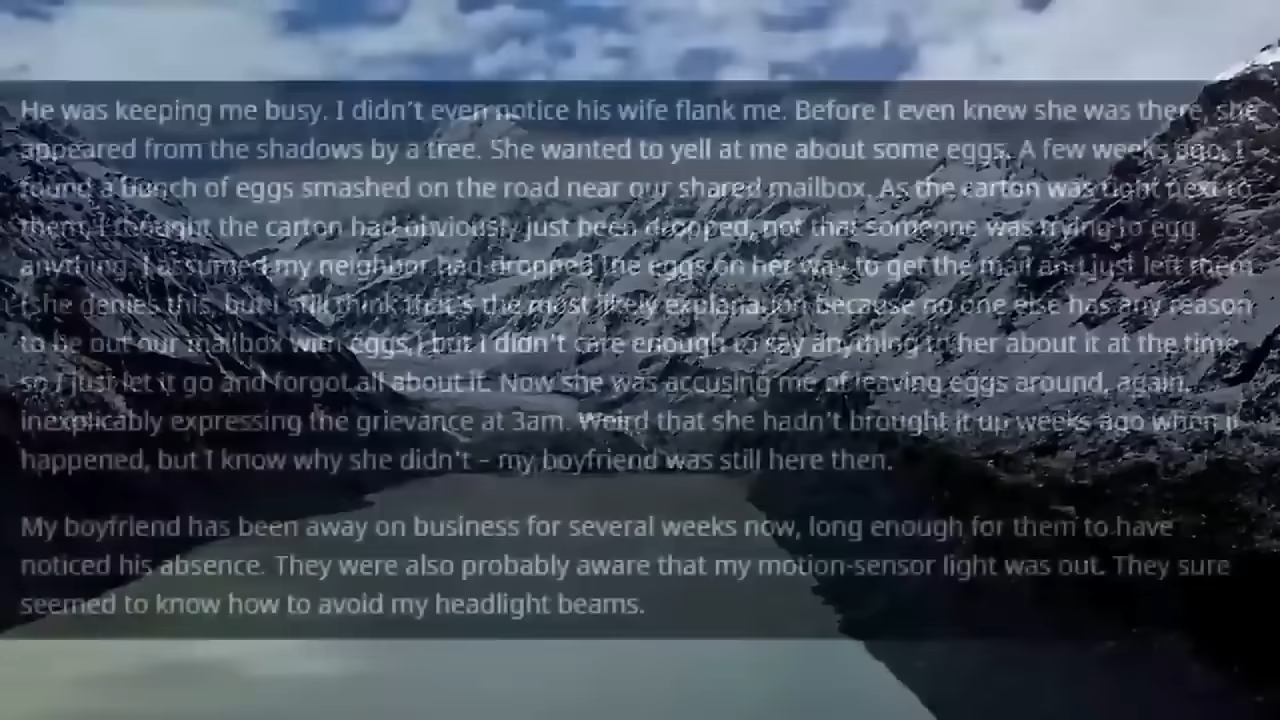 He was keeping me busy. I didn’t even notice his wife flank me. Before I even knew she was there, she
appeared from the shadows by a tree. She wanted to yell at me about some eggs. A few weeks ago, I
found a bunch of eggs smashed on the road near our shared mailbox. As the carton was right next to
them, I thought the carton had obviously just been dropped, not that someone was trying to egg
anything. I assumed my neighbor had dropped the eggs on her way to get the mail and just left them
(she denies this, but I still think that's the most likely explanation because no one else has any reason
to be out our mailbox with eggs,) but I didn’t care enough to say anything to her about it at the time
so I just let it go and forgot all about it. Now she was accusing me of leaving eggs around, again,
inexplicably expressing the grievance at 3am. Weird that she hadn’t brought it up weeks ago when it
happened, but I know why she didn't – my boyfriend was still here then.
My boyfriend has been away on business for several weeks now, long enough for them to have
noticed his absence. They were also probably aware that my motion-sensor light was out. They sure
seemed to know how to avoid my headlight beams.